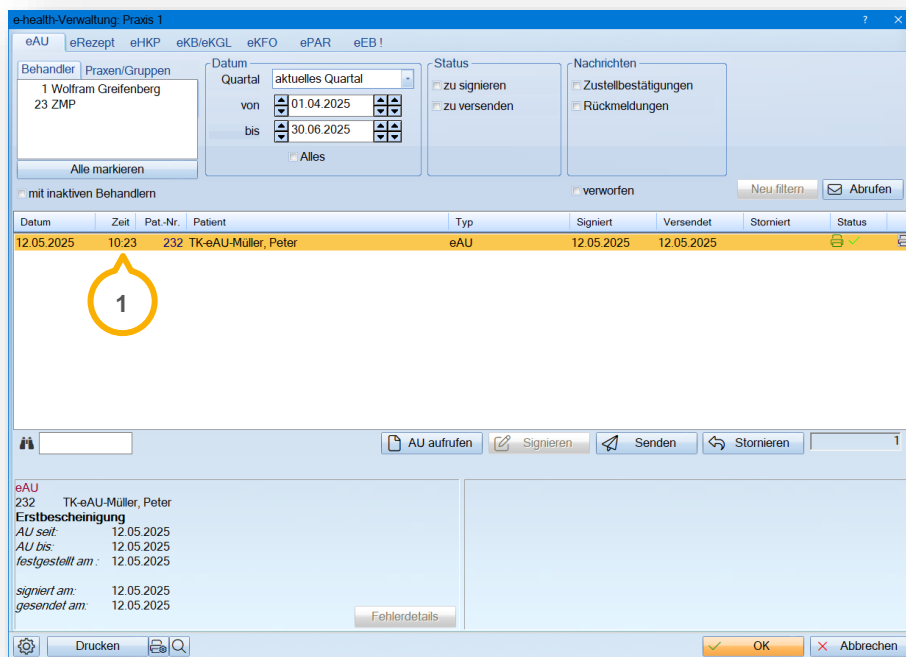 e-health-Verwaltung: Praxis 1
eAU eRezept eHKP eKB/eKGL eKFO ePAR eEB !
Behandler Praxen/Gruppen
1 Wolfram Greifenberg
23 ZMP
Alle markieren
mit inaktiven Behandlern
Datum
Quartal aktuelles Quartal
von 01.04.2025
bis 30.06.2025
Alles
Status
zu signieren
zu versenden
Nachrichten
Zustellbestätigungen
Rückmeldungen
verworfen
Neu filtern Abrufen
Datum Zeit Pat.-Nr. Patient Typ Signiert Versendet Storniert Status
12.05.2025 10:23 232 TK-eAU-Müller, Peter eAU 12.05.2025 12.05.2025
1
AU aufrufen Signieren Senden Stornieren 1
eAU
232 TK-eAU-Müller, Peter
Erstbescheinigung
AU seit: 12.05.2025
AU bis: 12.05.2025
festgestellt am : 12.05.2025
signiert am: 12.05.2025
gesendet am: 12.05.2025
Fehlerdetails
Drucken OK Abbrechen